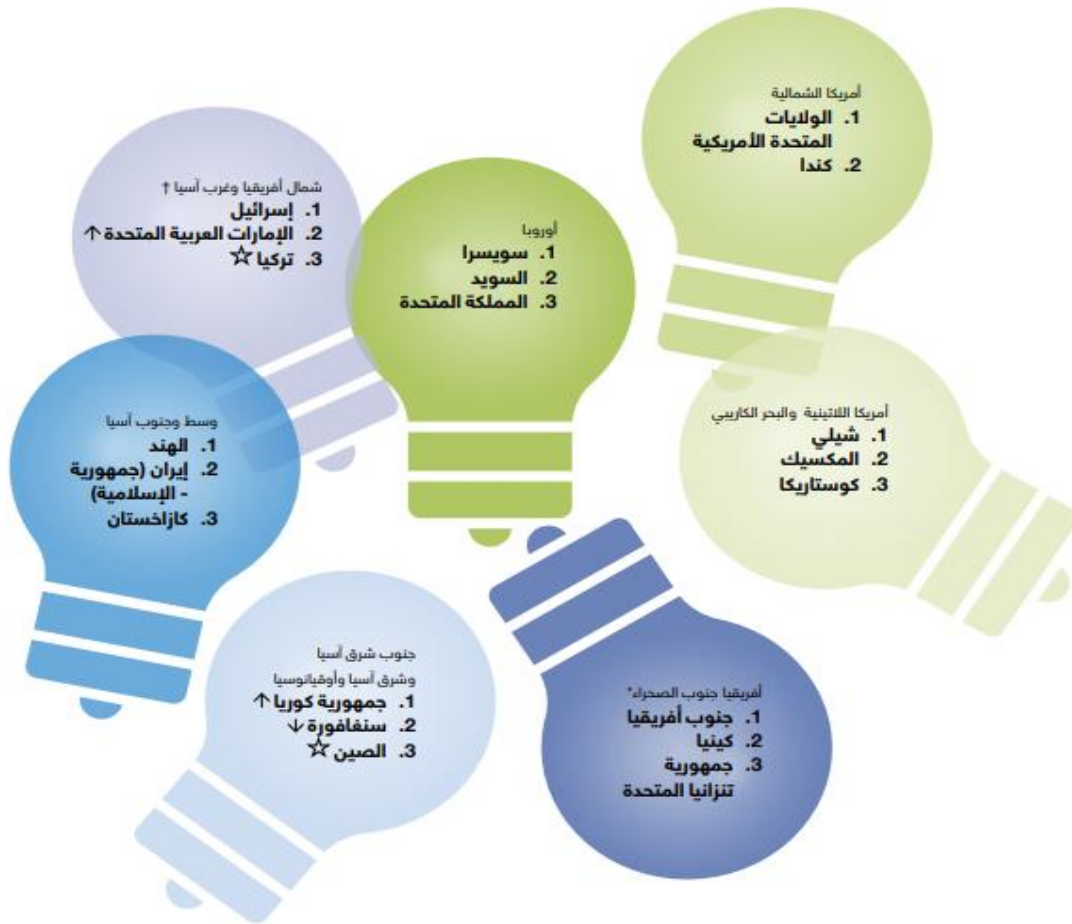 أمريكا الشمالية
1. الولايات
المتحدة الأمريكية
2. كندا
شمال أفريقيا وغرب آسيا †
1. إسرائيل
2. الإمارات العربية المتحدة ↑
3. تركيا ☆
أوروبا
1. سويسرا
2. السويد
3. المملكة المتحدة
أمريكا اللاتينية والبحر الكاريبي
1. شيلي
2. المكسيك
3. كوستاريكا
وسط وجنوب آسيا
1. الهند
2. إيران (جمهورية
- الإسلامية)
3. كازاخستان
جنوب شرق آسيا
وشرق آسيا وأوقيانوسيا
1. جمهورية كوريا ↑
2. سنغافورة ↓
3. الصين ☆
أفريقيا جنوب الصحراء*
1. جنوب أفريقيا
2. كينيا
3. جمهورية
تنزانيا المتحدة